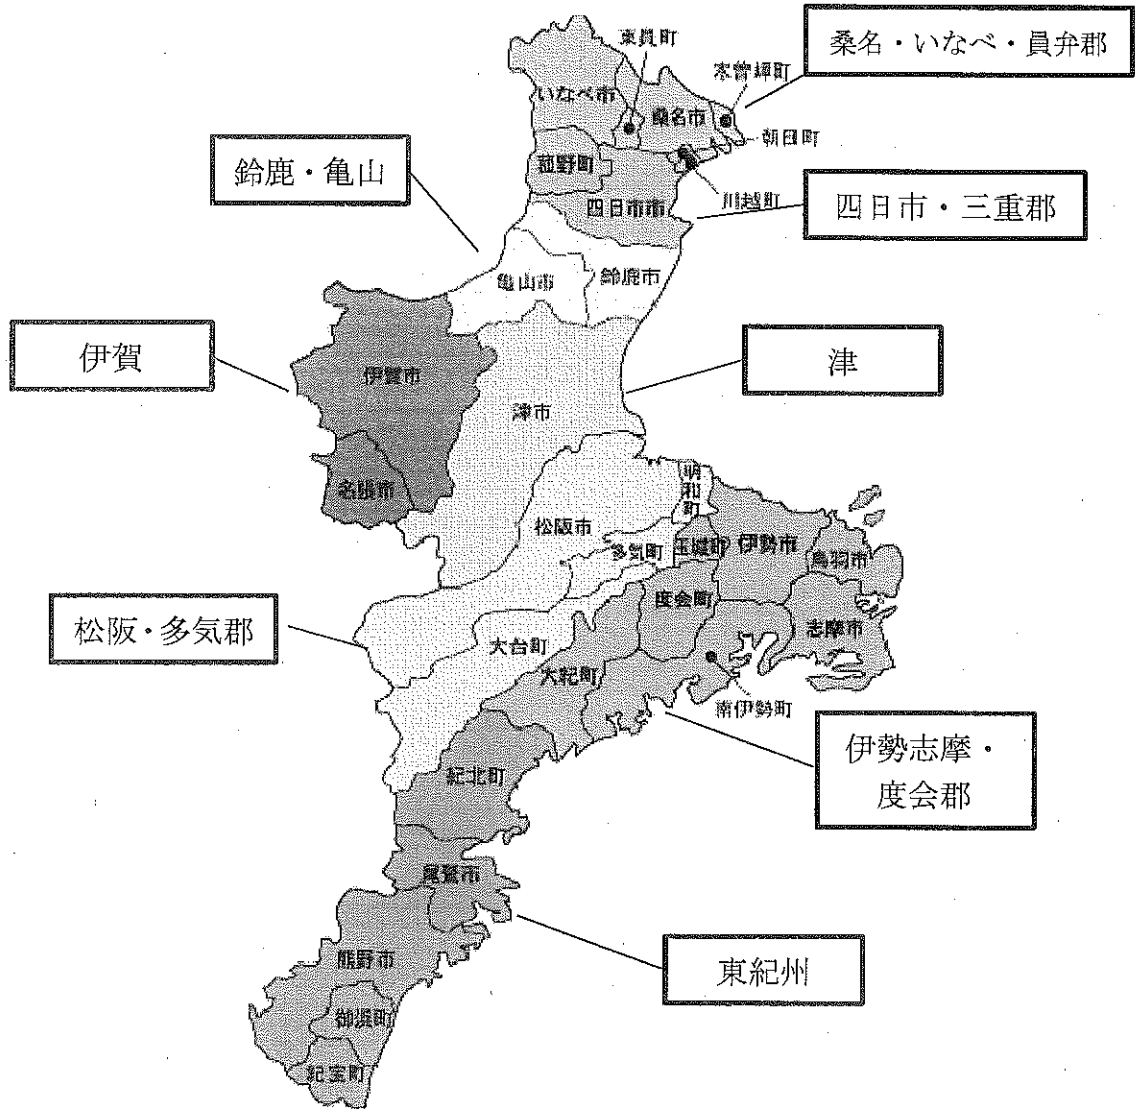 東員町
桑名・いなべ・員弁郡
木曽岬町
いなべ市
桑名市
朝日町
鈴鹿・亀山
菰野町
川越町
四日市市
四日市・三重郡
亀山市
鈴鹿市
伊賀
伊賀市
津
津市
明和町
名張市
松阪市
多気町
玉城町
伊勢市
鳥羽市
度会町
松阪・多気郡
大台町
志摩市
大紀町
南伊勢町
伊勢志摩・
度会郡
紀北町
尾鷲市
東紀州
熊野市
御浜町
紀宝町